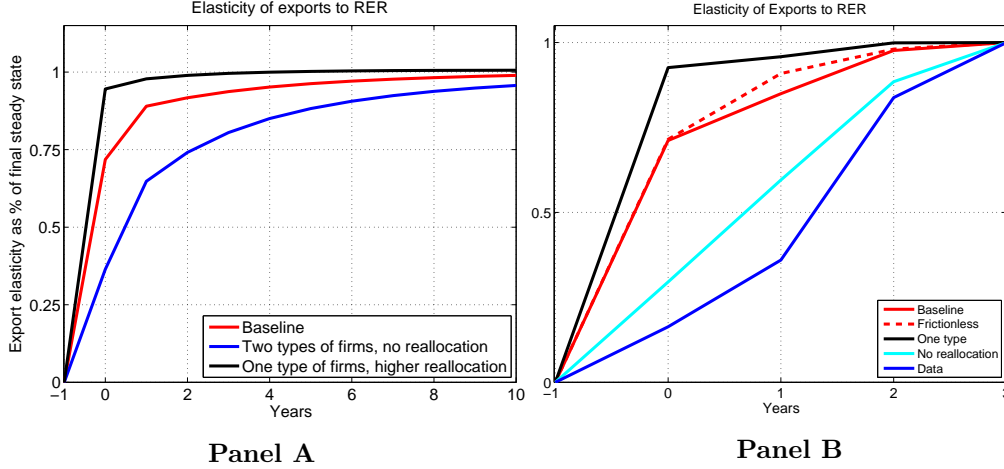 Elasticity of exports to RER
Export elasticity as % of final steady state
1
0.75
0.5
0.25
0
−1 0 2 4 6 8 10
Years
Baseline
Two types of firms, no reallocation
One type of firms, higher reallocation
Panel A
Elasticity of Exports to RER
1
0.5
0
−1 0 1 2 3
Years
Baseline
Frictionless
One type
No reallocation
Data
Panel B